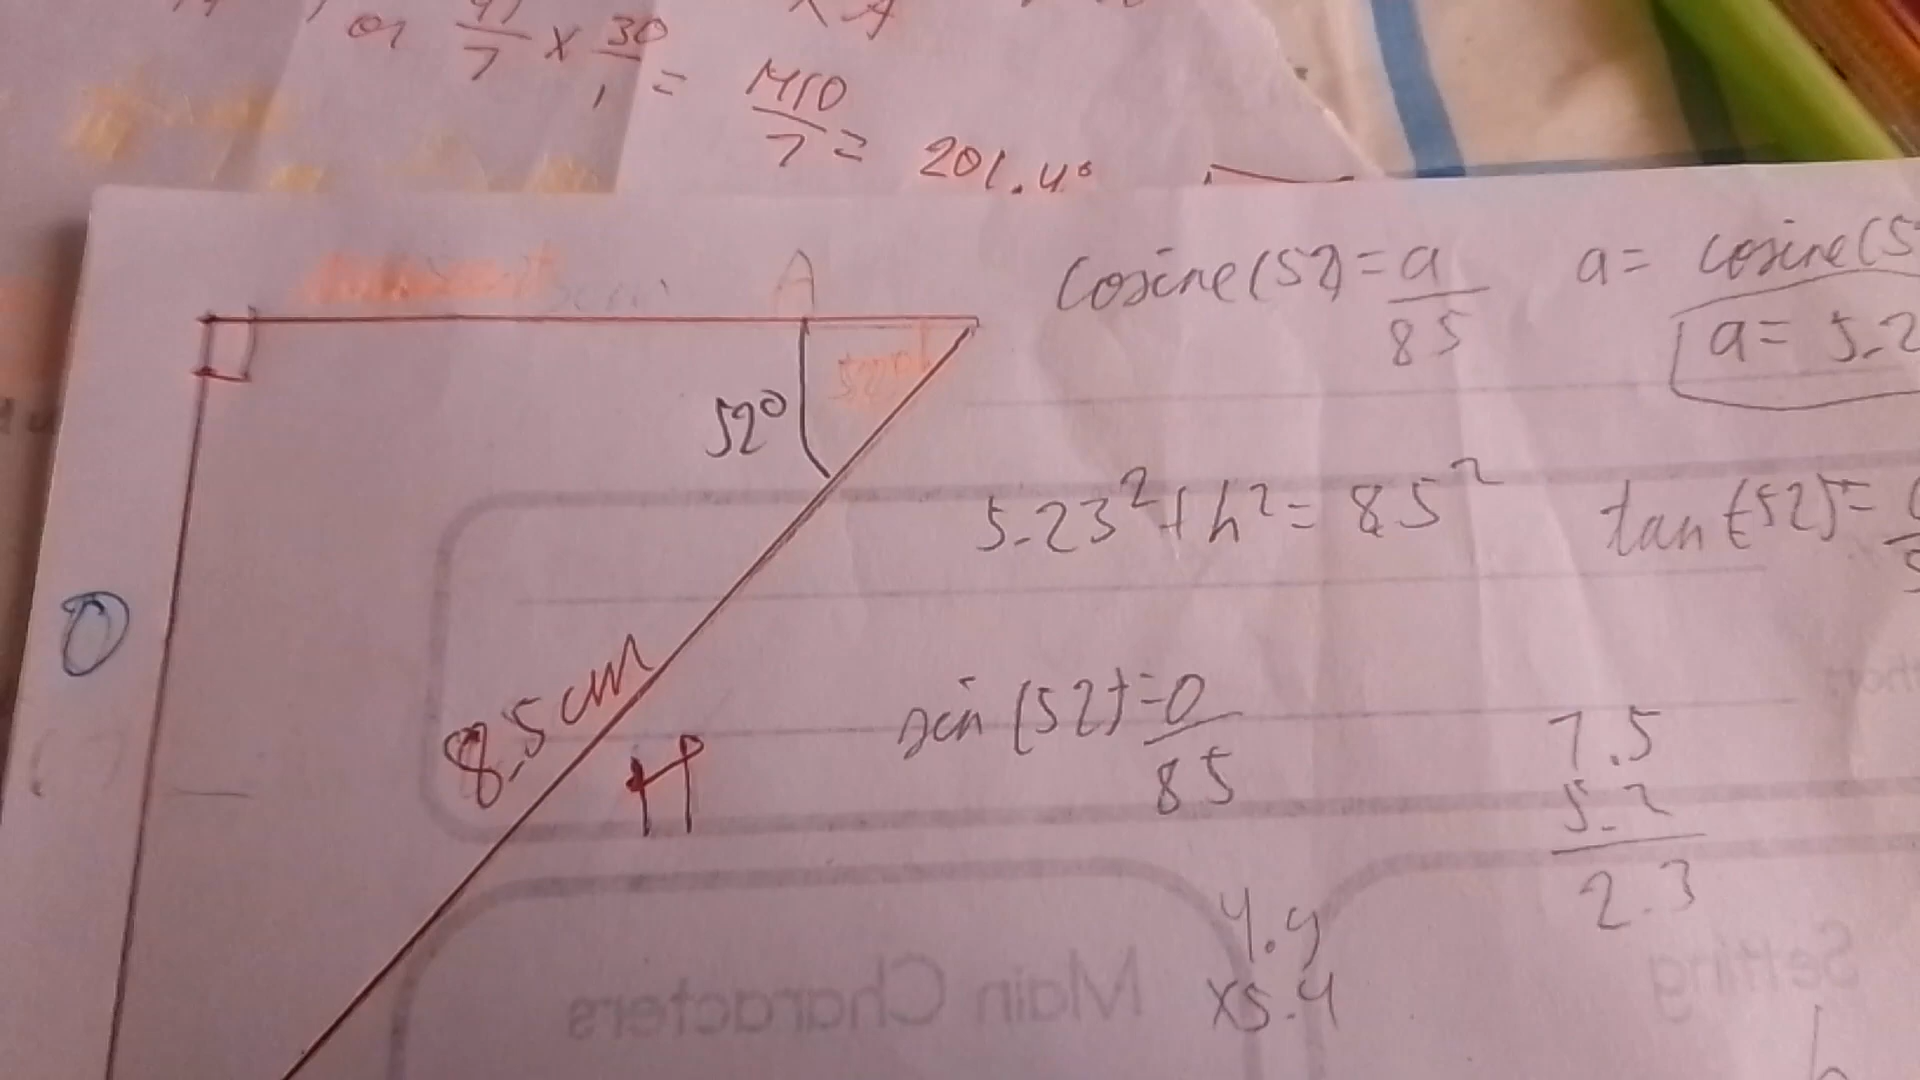 or 47/7 × 30/1 = 1410/7 = 201.4°
A
52°
8.5cm
H
O
Cosine(52) = a/8.5
a = cosine(5
a = 5.2
5.23² + h² = 8.5²
tan(52) =
sin(52) = O/8.5
7.5
5.2
2.3
4.4
×5.4
Main Characters
Setting